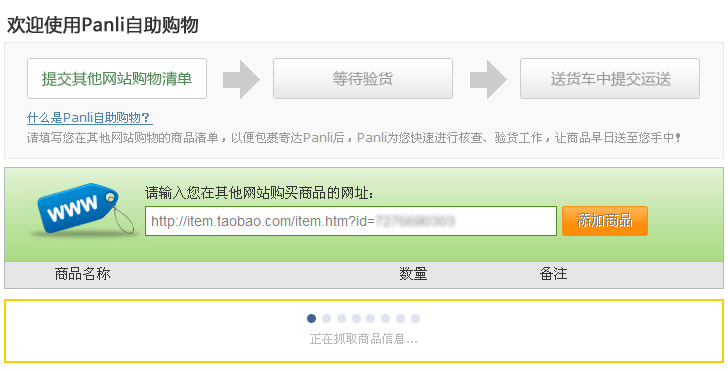 欢迎使用Panli自助购物
提交其他网站购物清单 等待验货 送货车中提交运送
什么是Panli自助购物？
请填写您在其他网站购物的商品清单，以便包裹寄达Panli后，Panli为您快速进行核查、验货工作，让商品早日送至您手中！
请输入您在其他网站购买商品的网址：
WWW
http://item.taobao.com/item.htm?id= 添加商品
商品名称 数量 备注
正在抓取商品信息...